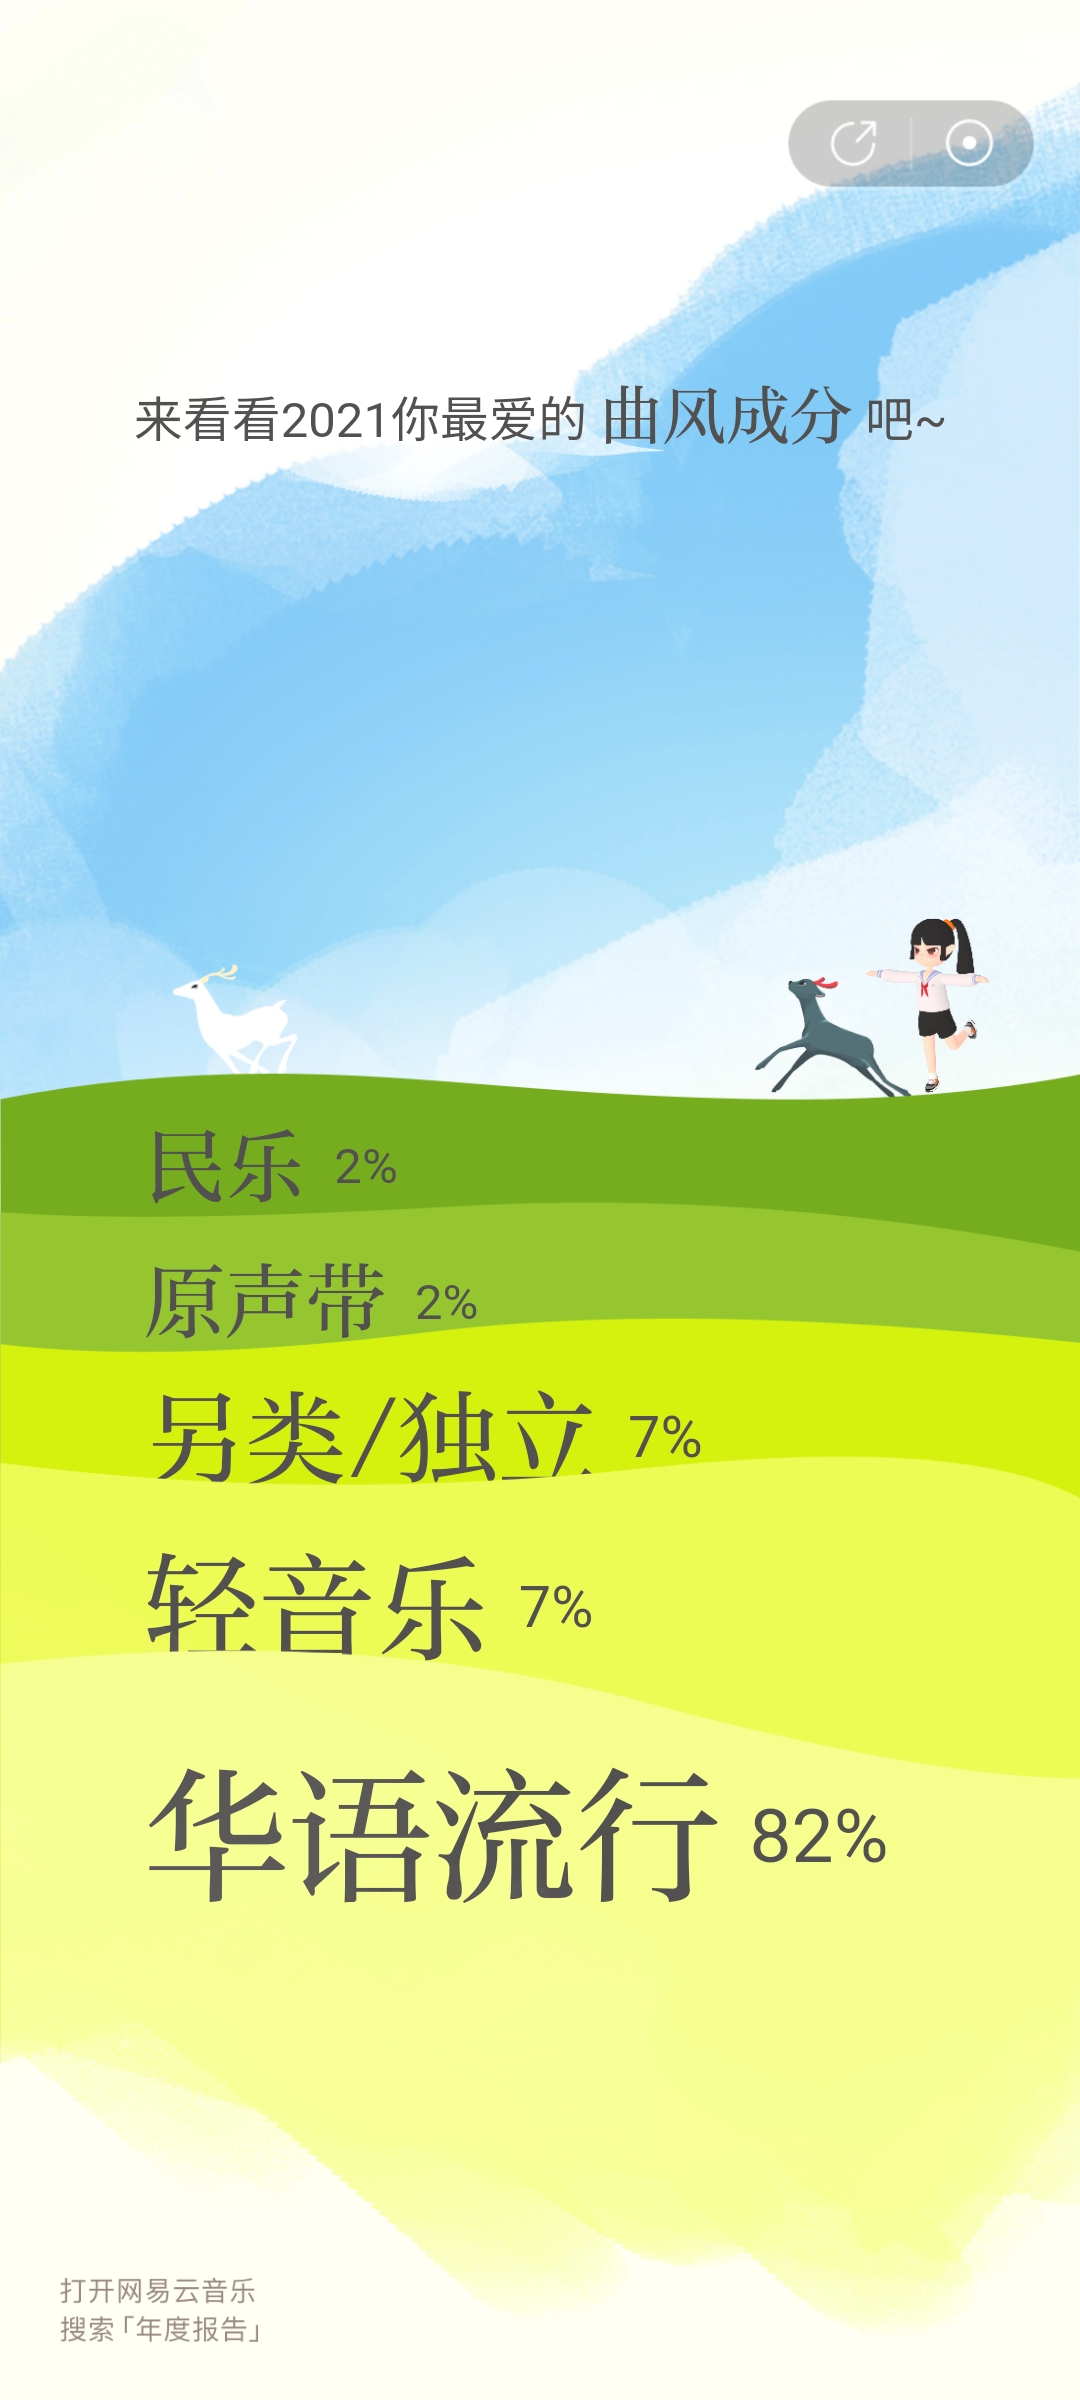 来看看2021你最爱的 曲风成分 吧~
民乐 2%
原声带 2%
另类/独立 7%
轻音乐 7%
华语流行 82%
打开网易云音乐
搜索「年度报告」